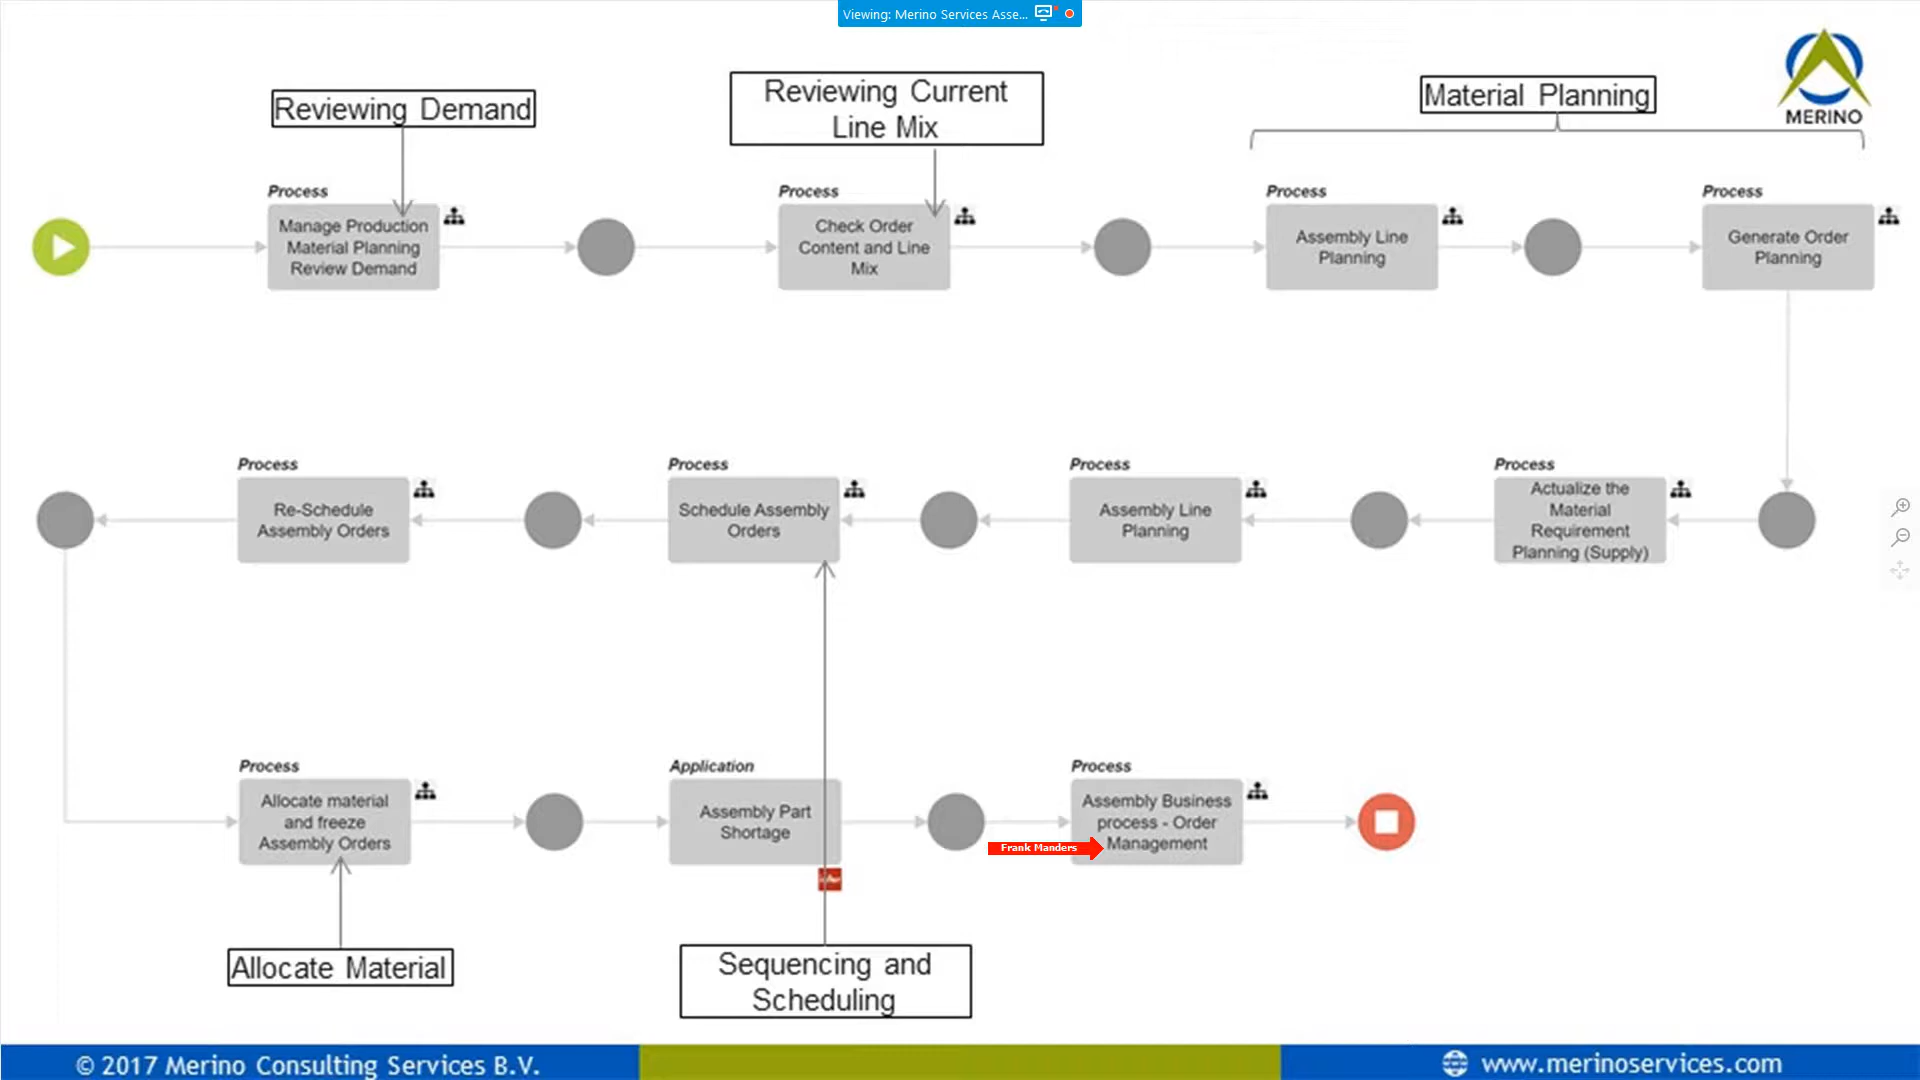 Viewing: Merino Services Asse...
Reviewing Demand
Reviewing Current
Line Mix
Material Planning
MERINO
Process
Manage Production
Material Planning
Review Demand
Process
Check Order
Content and Line
Mix
Process
Assembly Line
Planning
Process
Generate Order
Planning
Process
Re-Schedule
Assembly Orders
Process
Schedule Assembly
Orders
Process
Assembly Line
Planning
Process
Actualize the
Material
Requirement
Planning (Supply)
Process
Allocate material
and freeze
Assembly Orders
Application
Assembly Part
Shortage
Process
Assembly Business
process - Order
Management
Frank Manders
Allocate Material
Sequencing and
Scheduling
© 2017 Merino Consulting Services B.V.
www.merinoservices.com